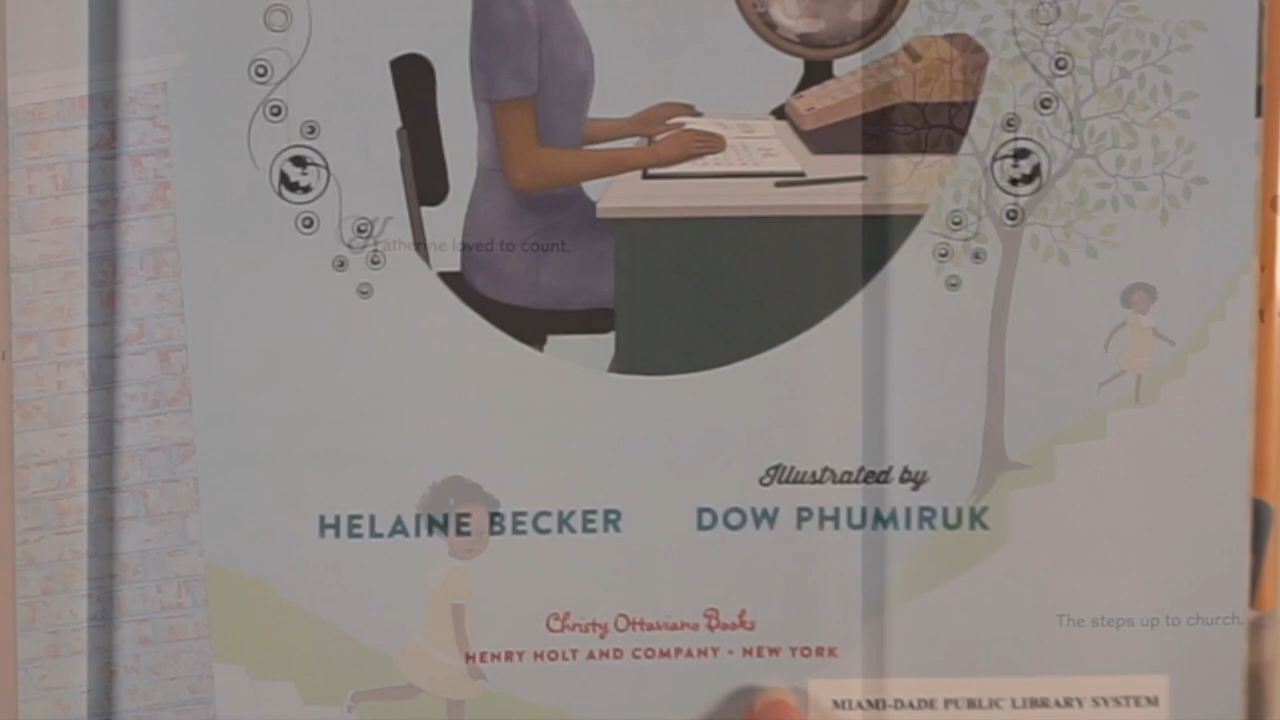 Katherine loved to count.
Illustrated by
HELAINE BECKER DOW PHUMIRUK
The steps up to church.
Christy Ottaviano Books
HENRY HOLT AND COMPANY • NEW YORK
MIAMI-DADE PUBLIC LIBRARY SYSTEM